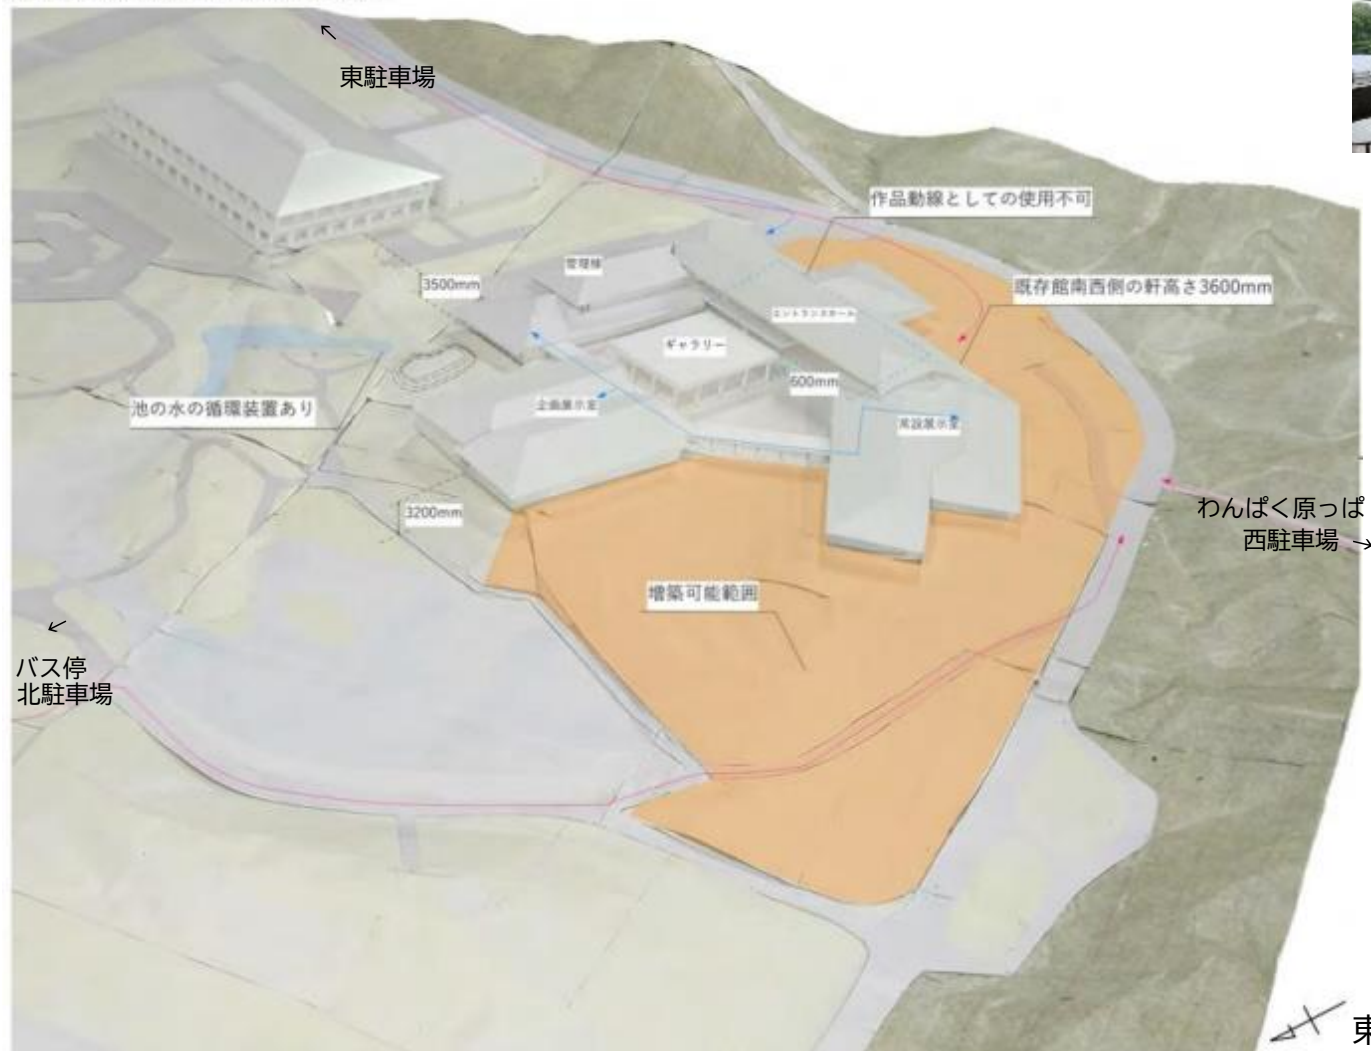 東駐車場
作品動線としての使用不可
管理棟
3500mm
既存館南西側の軒高さ3600mm
エントランスホール
ギャラリー
600mm
池の水の循環装置あり
企画展示室
常設展示室
3200mm
わんぱく原っぱ
西駐車場
増築可能範囲
バス停
北駐車場